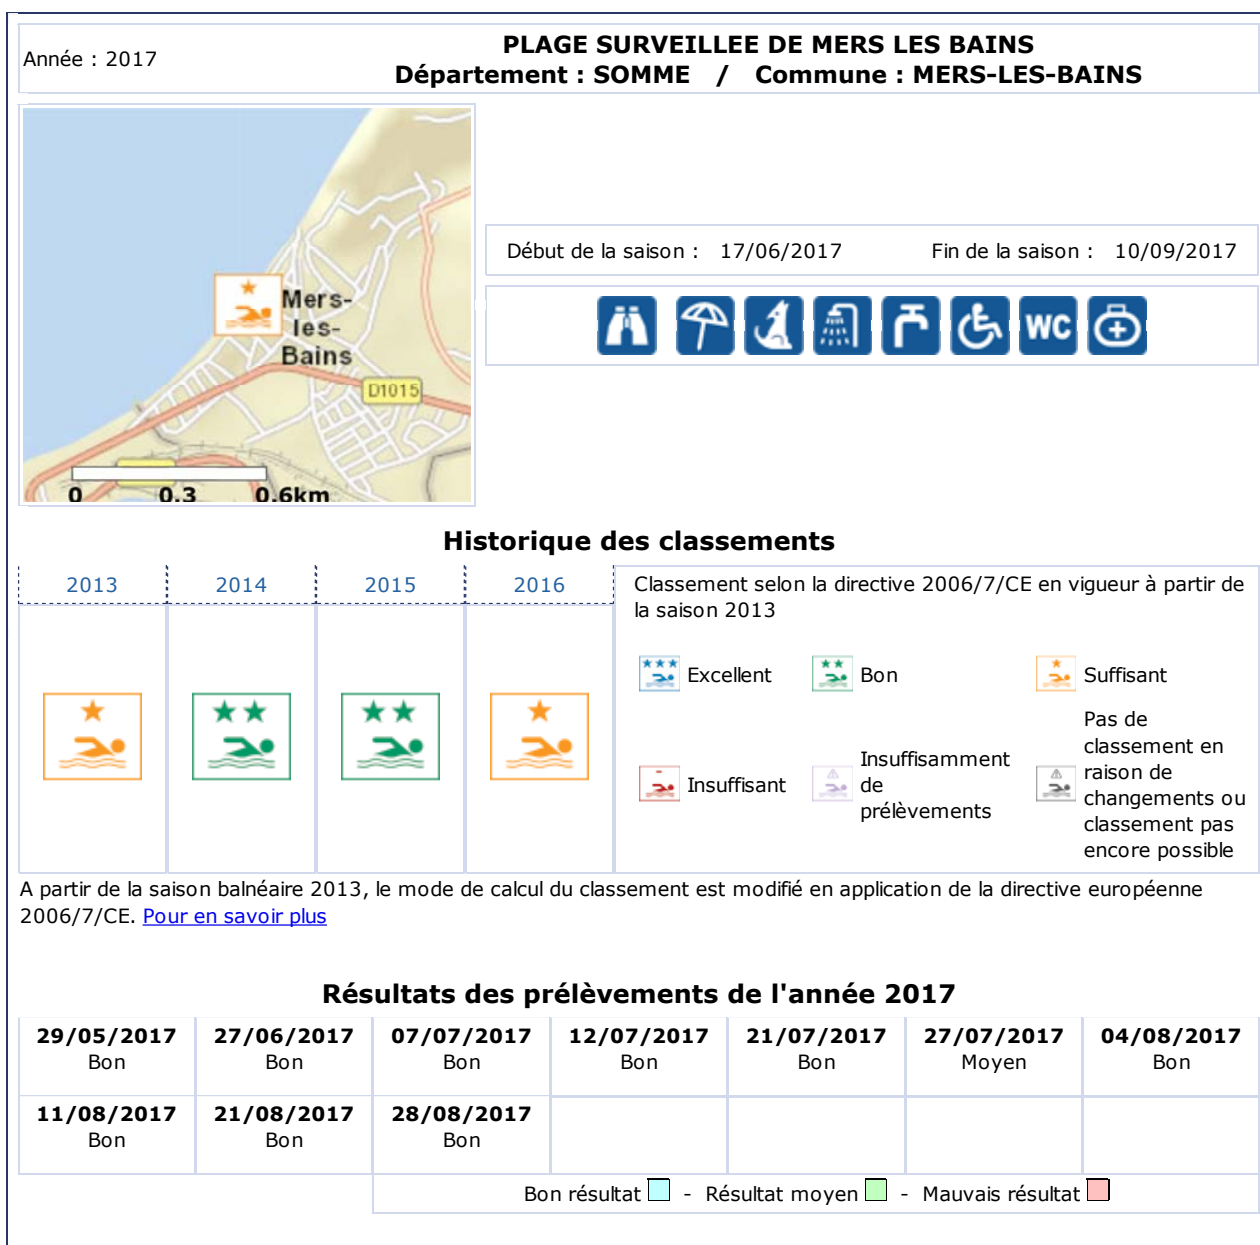 Année : 2017
PLAGE SURVEILLEE DE MERS LES BAINS
Département : SOMME / Commune : MERS-LES-BAINS
Mers-
les-
Bains
D1015
0 0.3 0.6km
Début de la saison : 17/06/2017 Fin de la saison : 10/09/2017
WC
Historique des classements
2013 2014 2015 2016
Classement selon la directive 2006/7/CE en vigueur à partir de
la saison 2013
Excellent Bon Suffisant
Insuffisant
Insuffisamment
de
prélèvements
Pas de
classement en
raison de
changements ou
classement pas
encore possible
A partir de la saison balnéaire 2013, le mode de calcul du classement est modifié en application de la directive européenne
2006/7/CE. Pour en savoir plus
Résultats des prélèvements de l'année 2017
29/05/2017 27/06/2017 07/07/2017 12/07/2017 21/07/2017 27/07/2017 04/08/2017
Bon Bon Bon Bon Bon Moyen Bon
11/08/2017 21/08/2017 28/08/2017
Bon Bon Bon
Bon résultat - Résultat moyen - Mauvais résultat